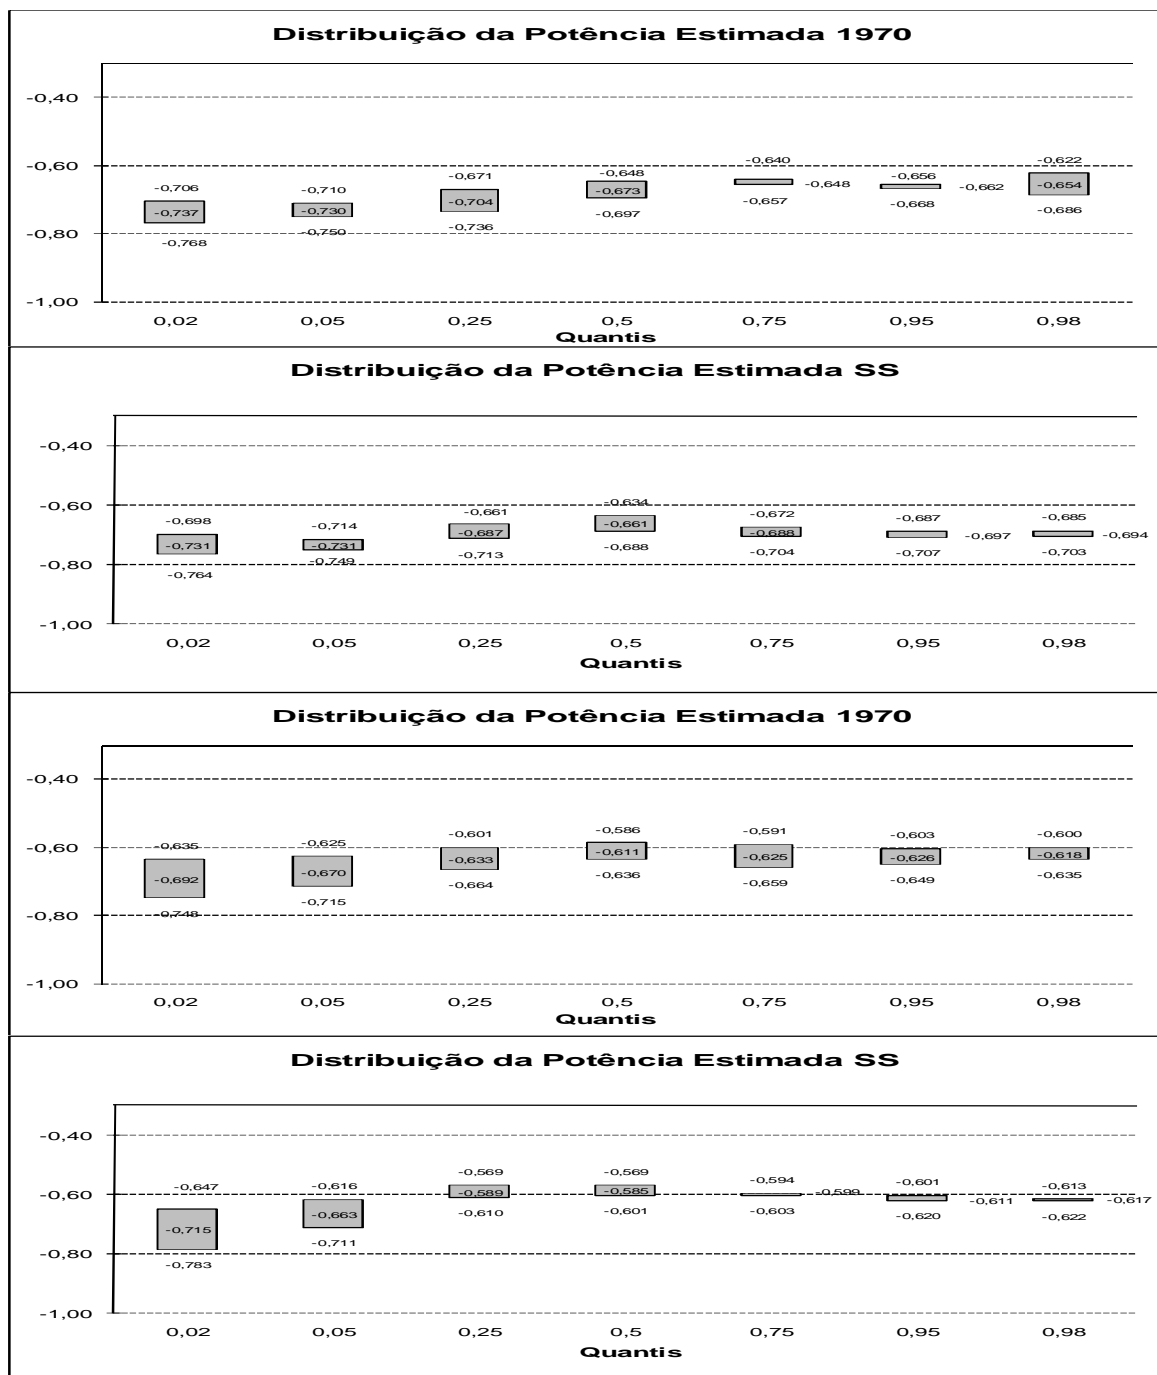 Distribuição da Potência Estimada 1970
-0,40
-0,60
-0,80
-1,00
-0,706 -0,710 -0,671 -0,648 -0,640 -0,656 -0,622
-0,737 -0,730 -0,704 -0,673 -0,648 -0,662 -0,654
-0,768 -0,750 -0,736 -0,697 -0,657 -0,668 -0,686
0,02 0,05 0,25 0,5 0,75 0,95 0,98
Quantis
Distribuição da Potência Estimada SS
-0,40
-0,60
-0,80
-1,00
-0,698 -0,714 -0,661 -0,634 -0,672 -0,687 -0,685
-0,731 -0,731 -0,687 -0,661 -0,688 -0,697 -0,694
-0,764 -0,749 -0,713 -0,688 -0,704 -0,707 -0,703
0,02 0,05 0,25 0,5 0,75 0,95 0,98
Quantis
Distribuição da Potência Estimada 1970
-0,40
-0,60
-0,80
-1,00
-0,635 -0,625 -0,601 -0,586 -0,591 -0,603 -0,600
-0,692 -0,670 -0,633 -0,611 -0,625 -0,626 -0,618
-0,748 -0,715 -0,664 -0,636 -0,659 -0,649 -0,635
0,02 0,05 0,25 0,5 0,75 0,95 0,98
Quantis
Distribuição da Potência Estimada SS
-0,40
-0,60
-0,80
-1,00
-0,647 -0,616 -0,569 -0,569 -0,594 -0,601 -0,613
-0,715 -0,663 -0,589 -0,585 -0,599 -0,611 -0,617
-0,783 -0,711 -0,610 -0,601 -0,603 -0,620 -0,622
0,02 0,05 0,25 0,5 0,75 0,95 0,98
Quantis